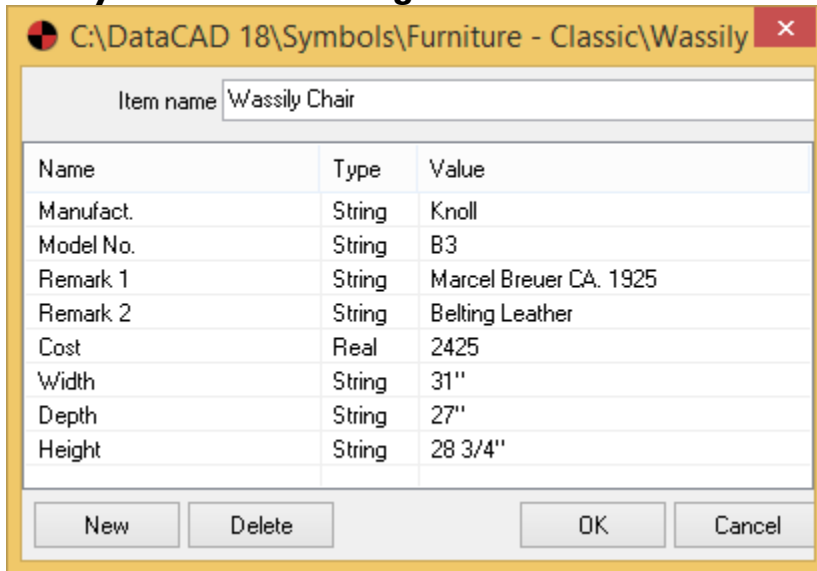 C:\DataCAD 18\Symbols\Furniture - Classic\Wassily
Item name Wassily Chair
Name Type Value
Manufact. String Knoll
Model No. String B3
Remark 1 String Marcel Breuer CA. 1925
Remark 2 String Belting Leather
Cost Real 2425
Width String 31"
Depth String 27"
Height String 28 3/4"
New Delete OK Cancel